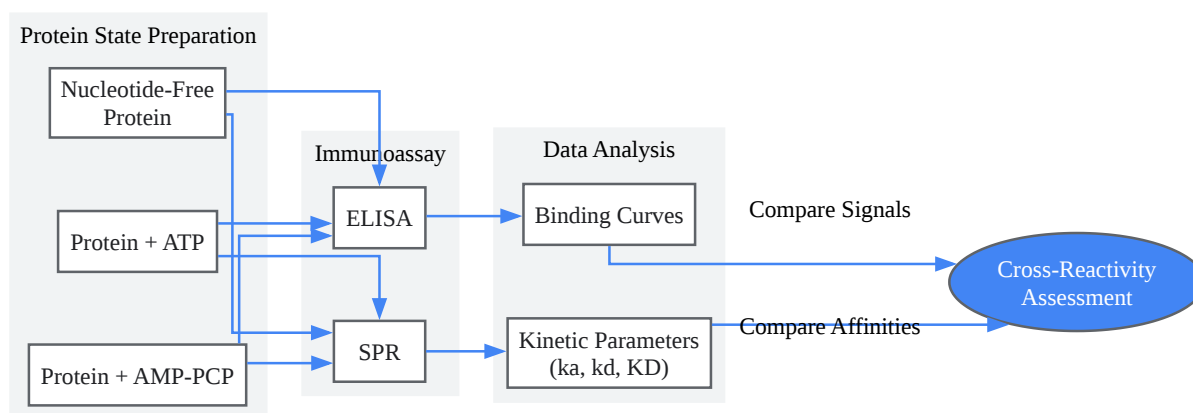 Protein State Preparation
Nucleotide-Free
Protein
Protein + ATP
Protein + AMP-PCP
Immunoassay
ELISA
SPR
Data Analysis
Binding Curves
Kinetic Parameters
(ka, kd, KD)
Compare Signals
Compare Affinities
Cross-Reactivity
Assessment